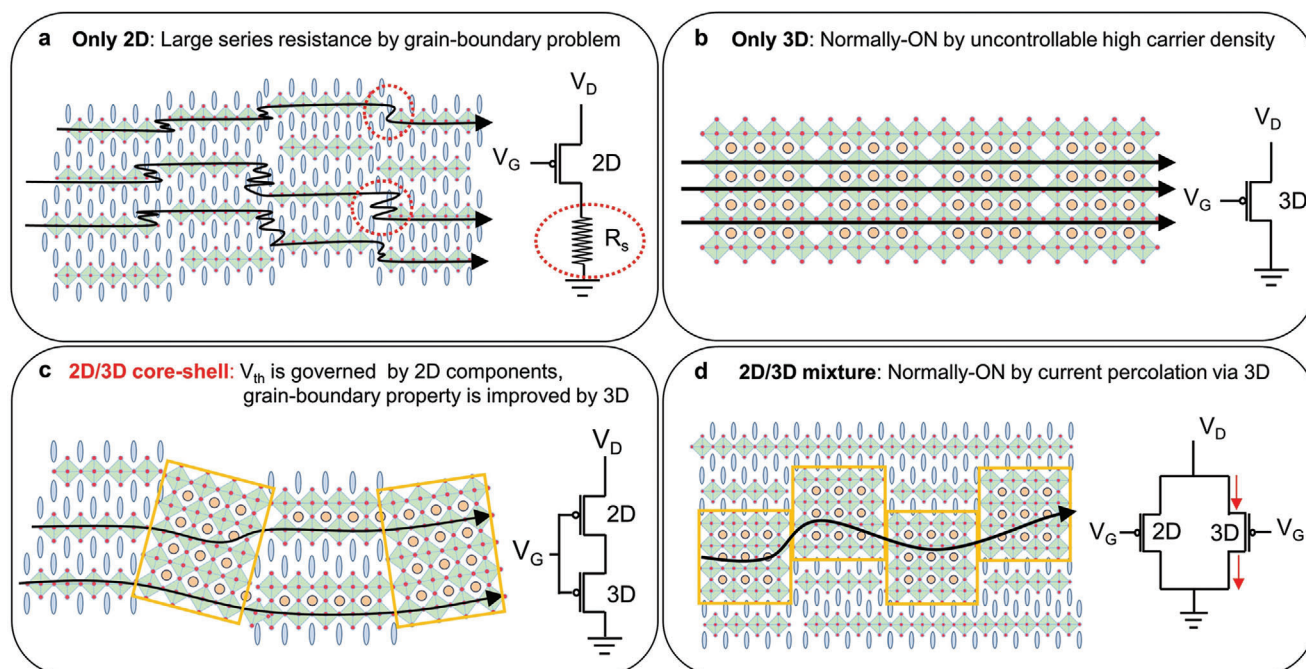 a Only 2D: Large series resistance by grain-boundary problem
V_D
V_G
2D
R_s
b Only 3D: Normally-ON by uncontrollable high carrier density
V_D
V_G
3D
c 2D/3D core-shell: V_th is governed by 2D components,
grain-boundary property is improved by 3D
V_D
2D
V_G
3D
d 2D/3D mixture: Normally-ON by current percolation via 3D
V_D
V_G 2D 3D V_G